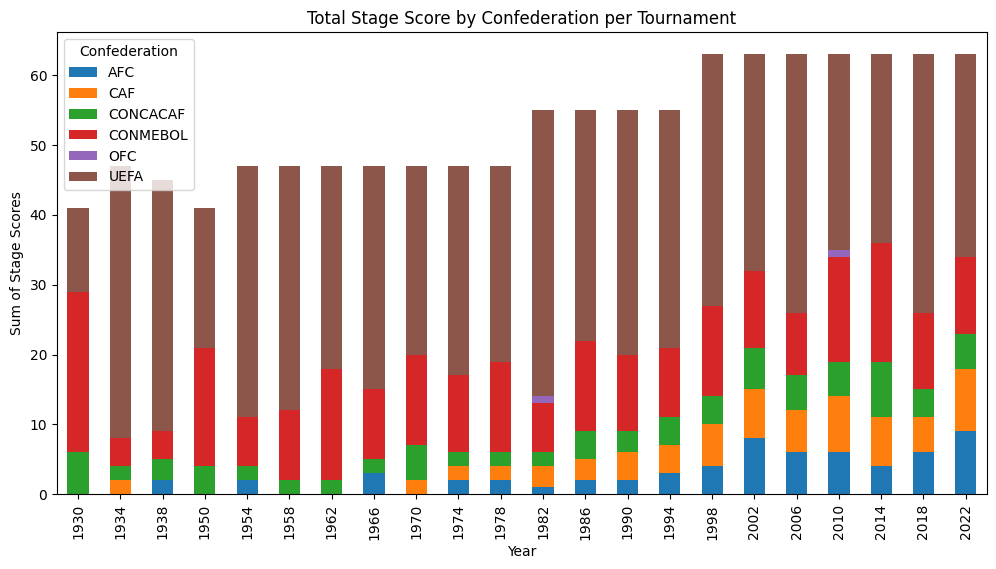 Total Stage Score by Confederation per Tournament
Confederation
AFC
CAF
CONCACAF
CONMEBOL
OFC
UEFA
Sum of Stage Scores
60
50
40
30
20
10
0
1930 1934 1938 1950 1954 1958 1962 1966 1970 1974 1978 1982 1986 1990 1994 1998 2002 2006 2010 2014 2018 2022
Year